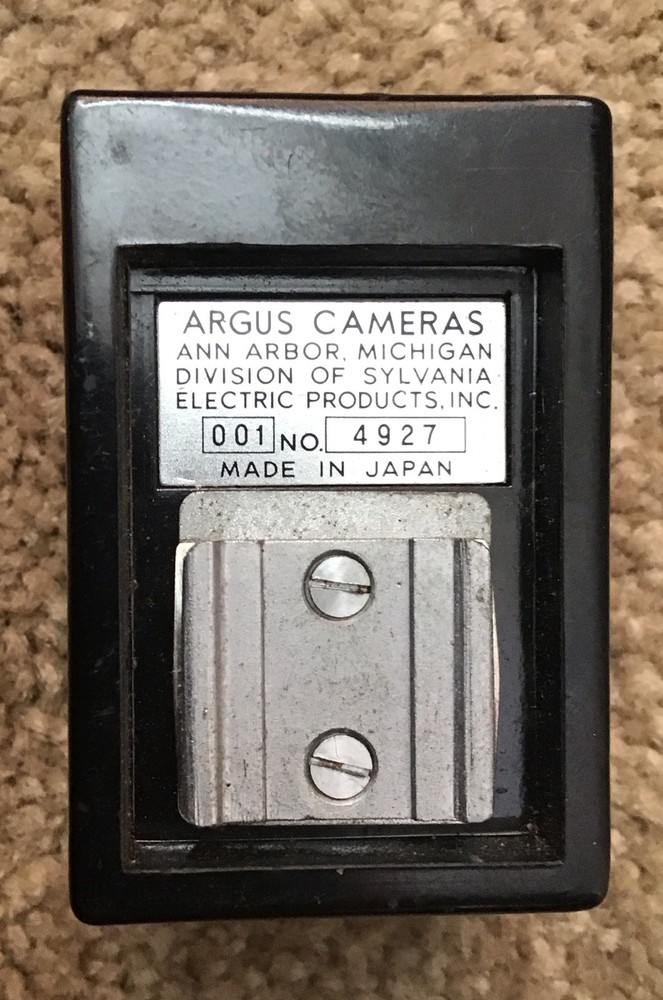 ARGUS CAMERAS
ANN ARBOR, MICHIGAN
DIVISION OF SYLVANIA
ELECTRIC PRODUCTS, INC.
001 NO. 4927
MADE IN JAPAN